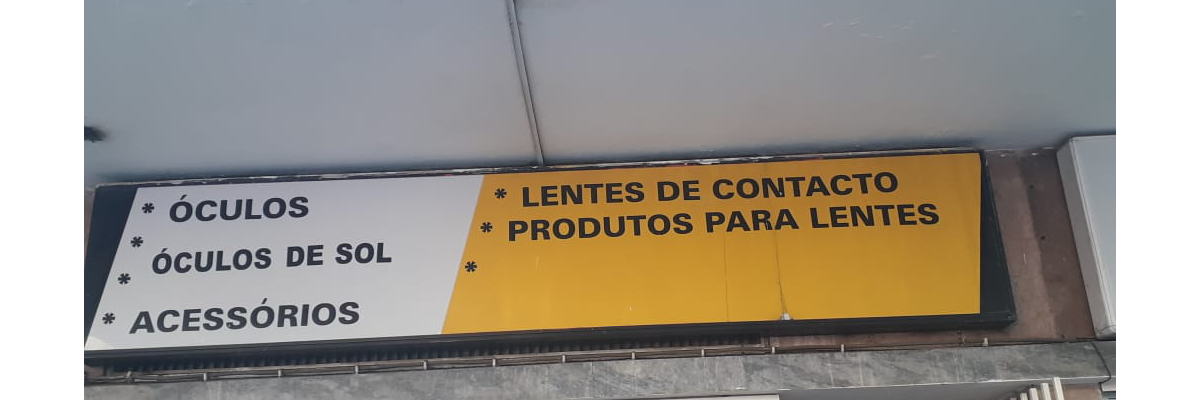 * ÓCULOS
*
ÓCULOS DE SOL
*
* ACESSÓRIOS
* LENTES DE CONTACTO
* PRODUTOS PARA LENTES
*